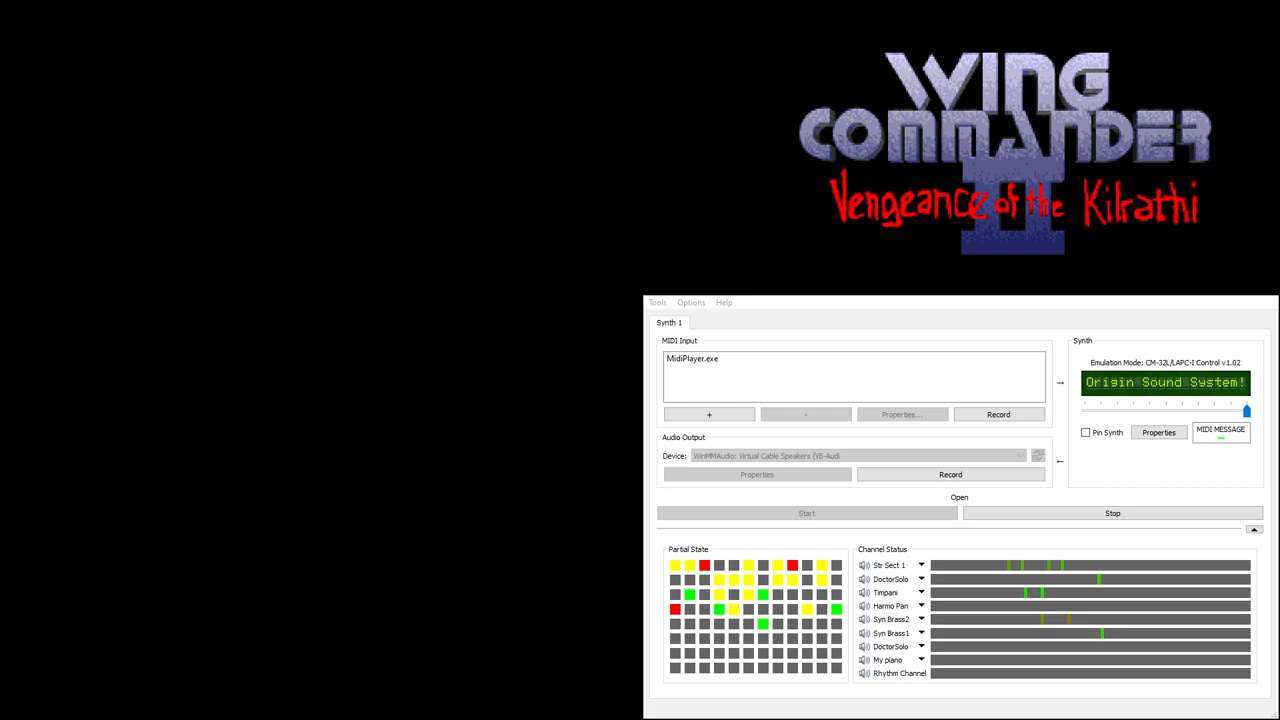 WING
COMMANDER
II
Vengeance of the Kilrathi
Tools Options Help
Synth 1
MIDI Input
MidiPlayer.exe
+ - Properties... Record
Audio Output
Device: WinMMAudio: Virtual Cable Speakers (VB-Audi
Properties Record
Synth
Emulation Mode: CM-32L/LAPC-I Control v1.02
Origin Sound System!
Pin Synth Properties MIDI MESSAGE
Open
Start Stop
Partial State
Channel Status
Str Sect 1
DoctorSolo
Timpani
Harmo Pan
Syn Brass2
Syn Brass1
DoctorSolo
My piano
Rhythm Channel